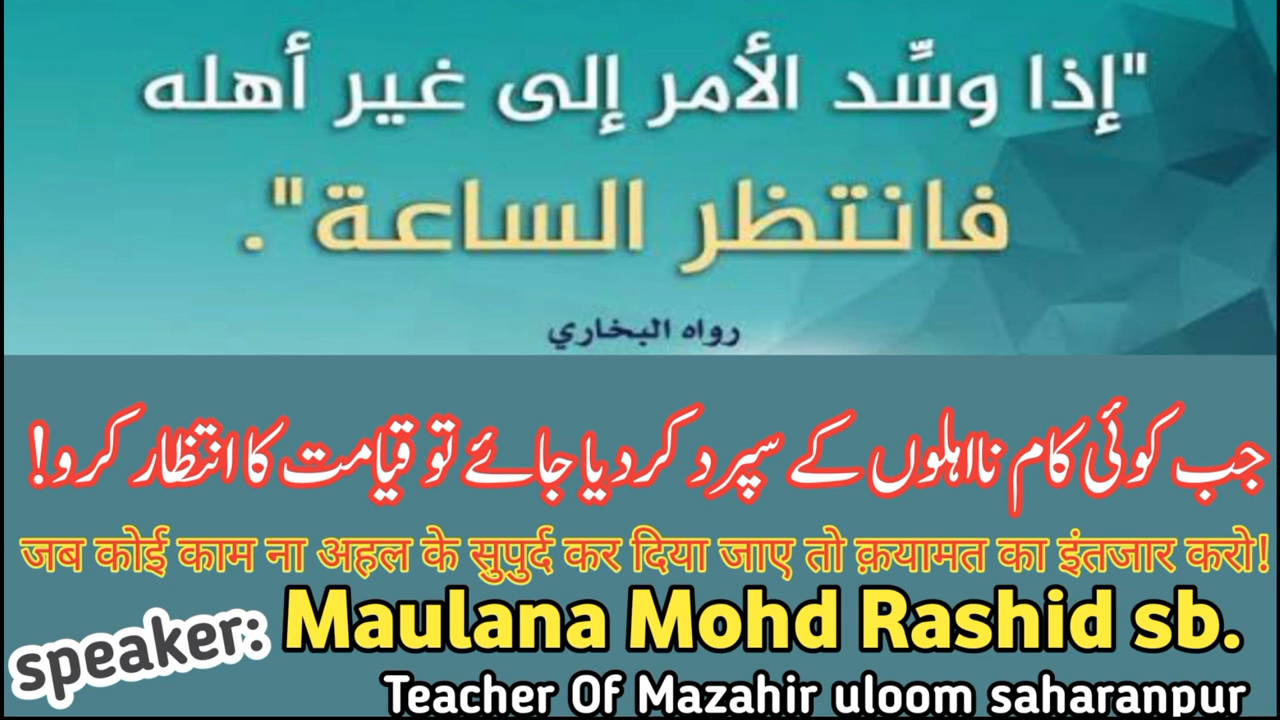 "إذا وسِّد الأمر إلى غير أهله
فانتظر الساعة".
رواه البخاري
جب کوئی کام نااہلوں کے سپرد کردیا جائے تو قیامت کا انتظار کرو!
जब कोई काम ना अहल के सुपुर्द कर दिया जाए तो क़यामत का इंतजार करो!
speaker: Maulana Mohd Rashid sb.
Teacher Of Mazahir uloom saharanpur